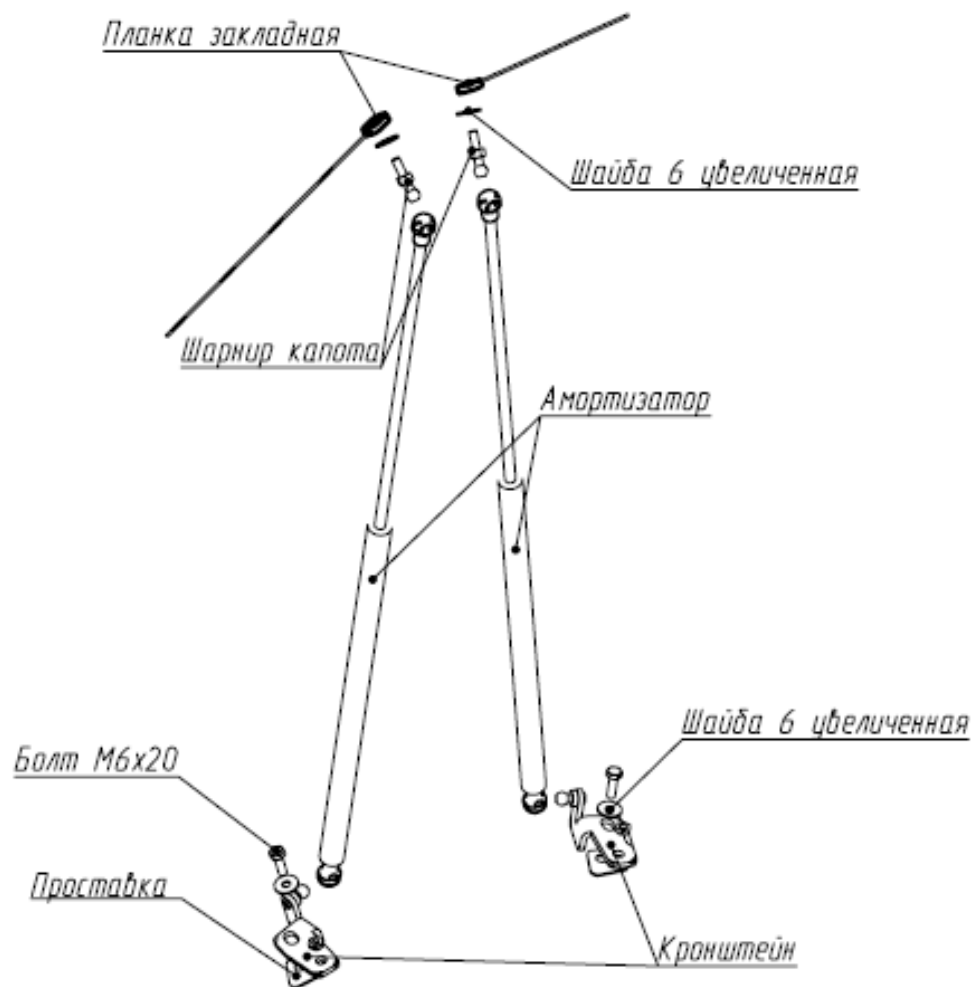 Планка закладная
Шайба 6 увеличенная
Шарнир капота
Амортизатор
Шайба 6 увеличенная
Болт М6х20
Проставка
Кронштейн